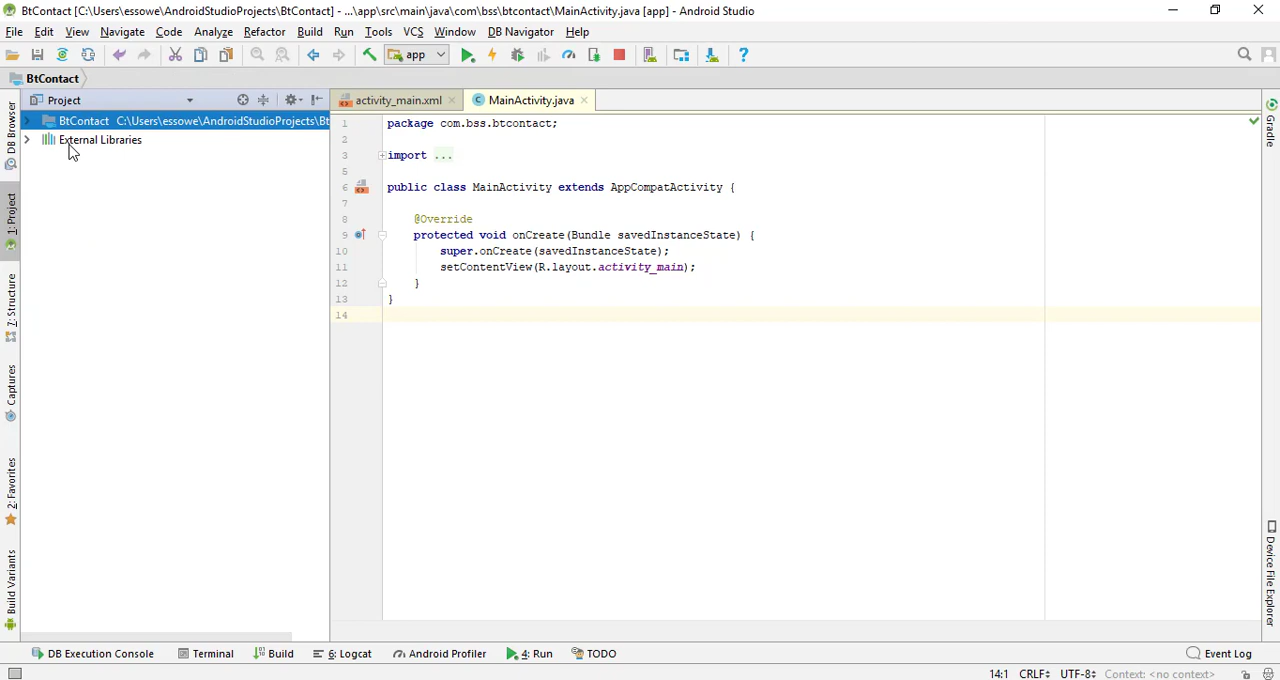 BtContact [C:\Users\essowe\AndroidStudioProjects\BtContact] - ...\app\src\main\java\com\bss\btcontact\MainActivity.java [app] - Android Studio
File Edit View Navigate Code Analyze Refactor Build Run Tools VCS Window DB Navigator Help
app
BtContact
Project
activity_main.xml
MainActivity.java
BtContact C:\Users\essowe\AndroidStudioProjects\Bt
External Libraries
DB Browser
1: Project
7: Structure
Captures
2: Favorites
Build Variants
1 package com.bss.btcontact;
2
3 import ...
5
6 public class MainActivity extends AppCompatActivity {
7
8 @Override
9 protected void onCreate(Bundle savedInstanceState) {
10 super.onCreate(savedInstanceState);
11 setContentView(R.layout.activity_main);
12 }
13 }
14
Gradle
Device File Explorer
DB Execution Console Terminal Build 6: Logcat Android Profiler 4: Run TODO Event Log
14:1 CRLF UTF-8 Context: <no context>